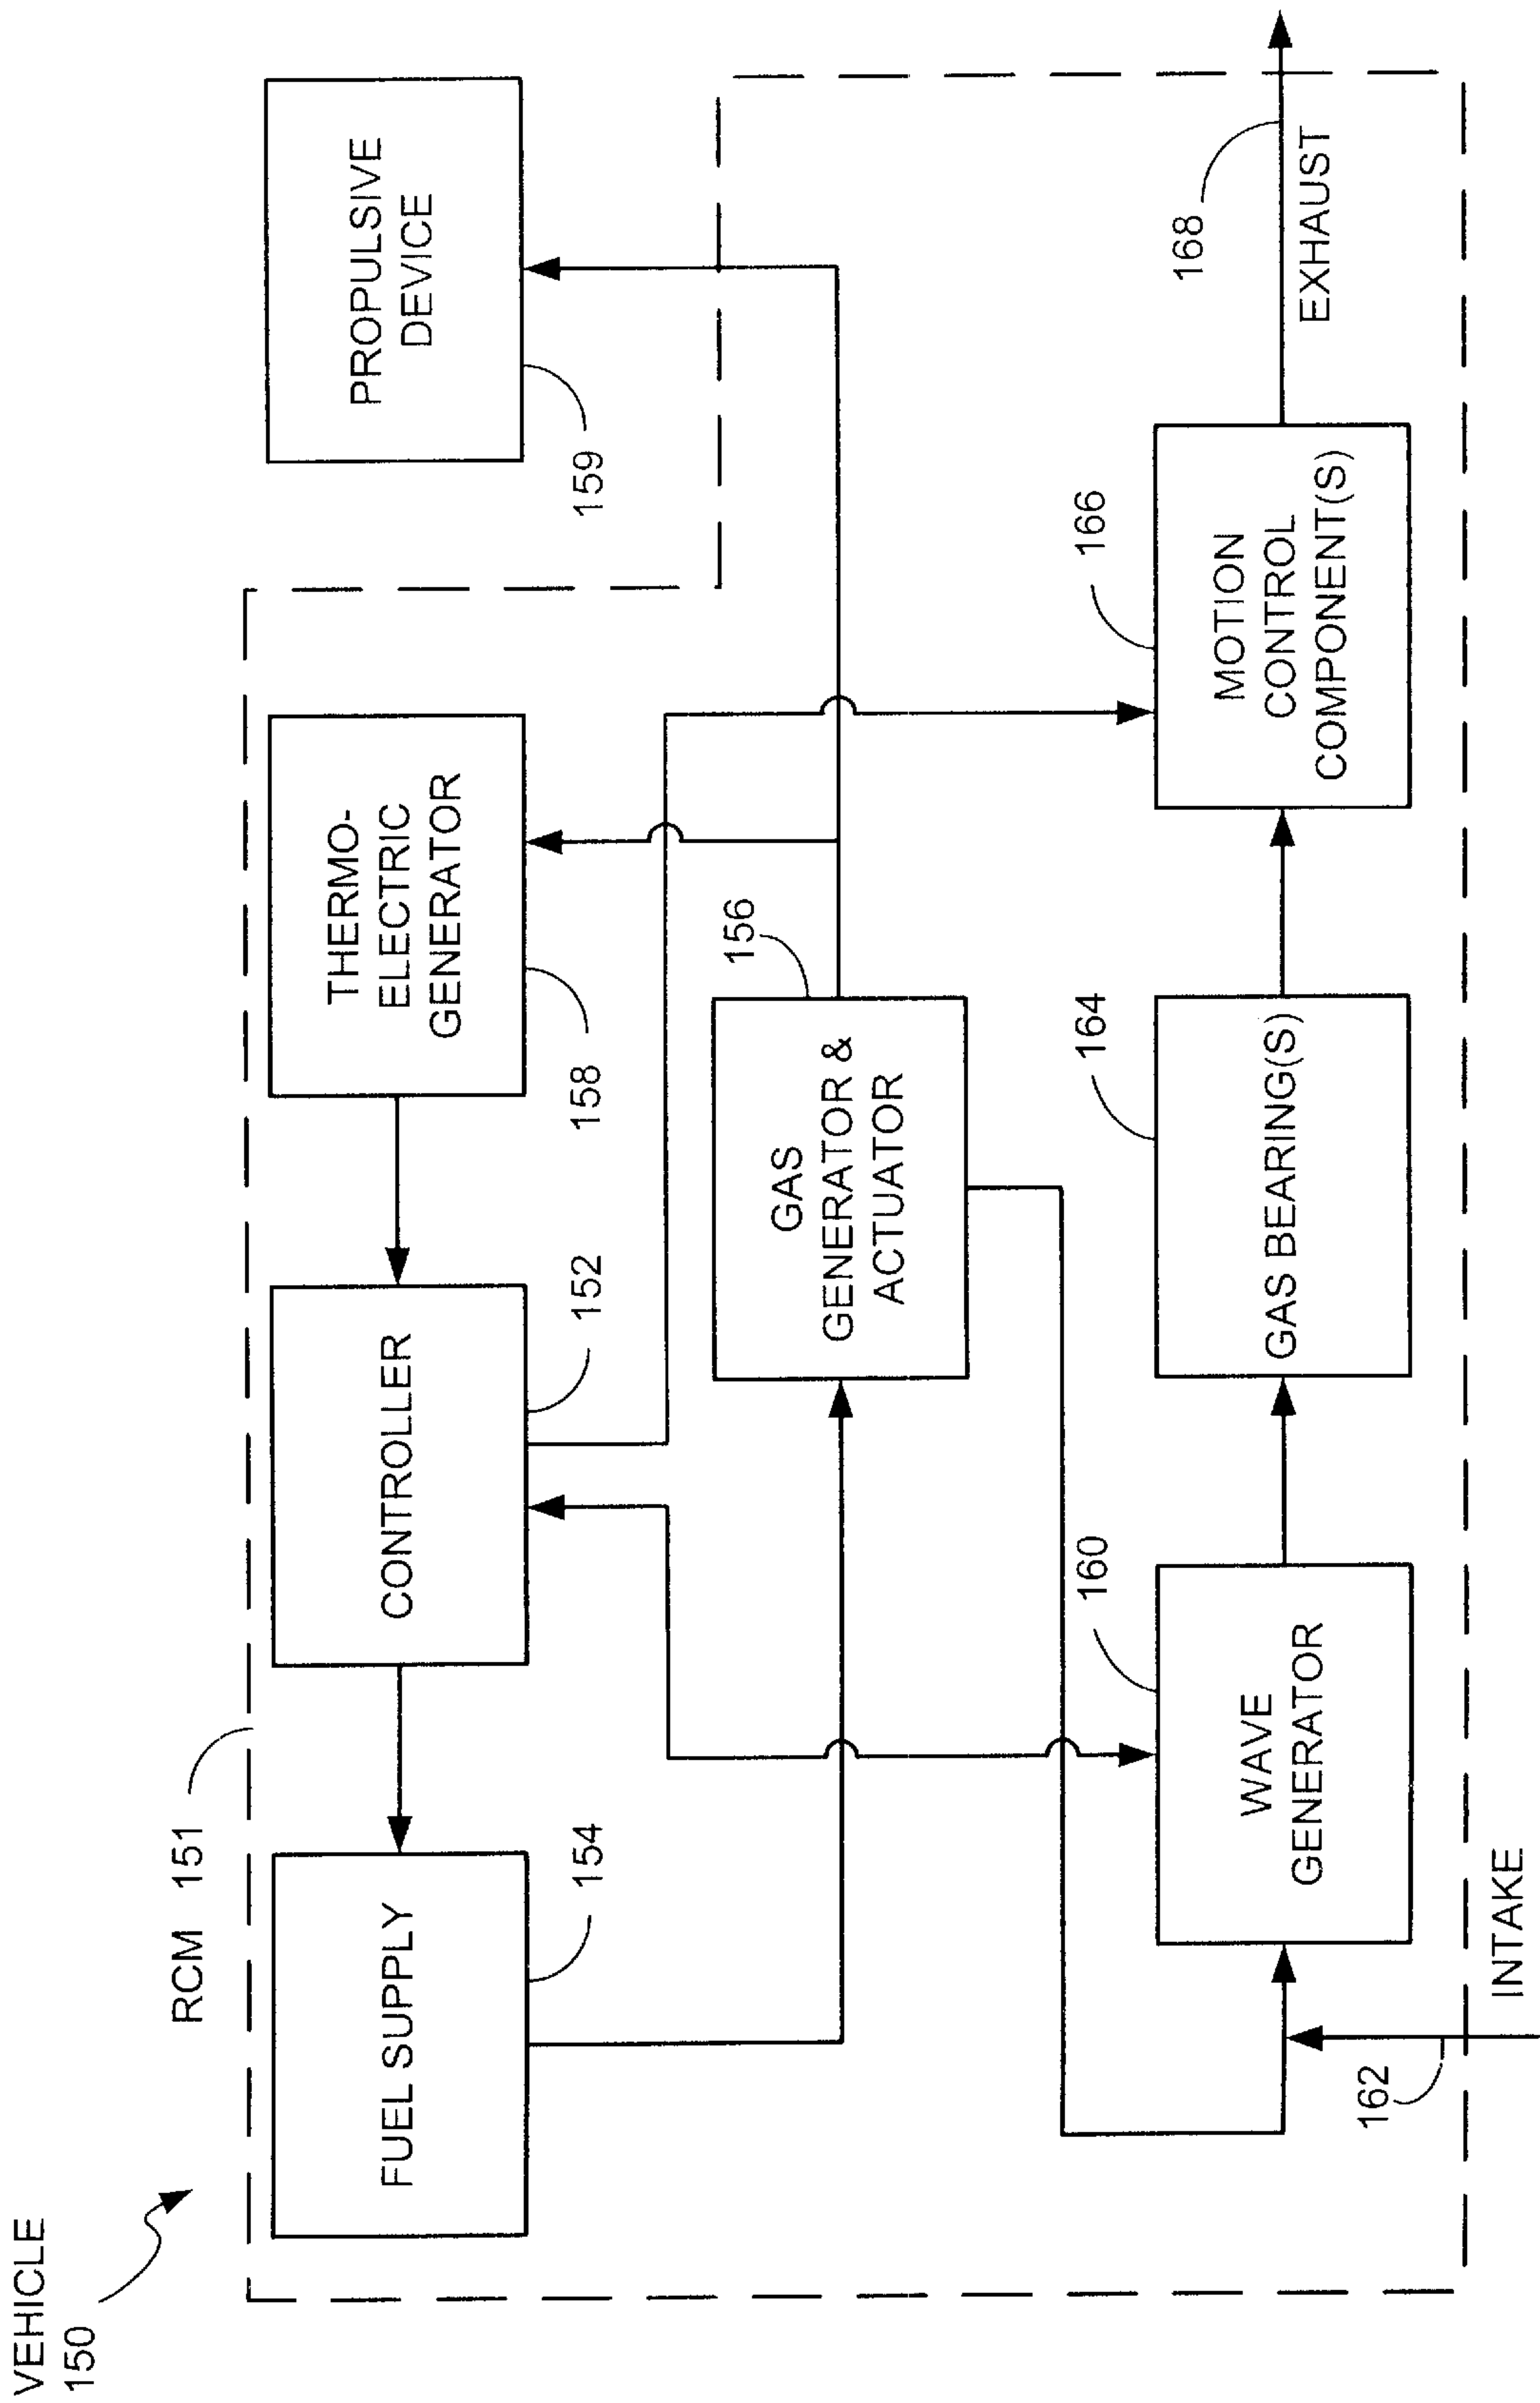 VEHICLE
150
RCM 151
FUEL SUPPLY
154
CONTROLLER
152
THERMO-
ELECTRIC
GENERATOR
158
PROPULSIVE
DEVICE
159
GAS
GENERATOR &
ACTUATOR
156
162
INTAKE
WAVE
GENERATOR
160
GAS BEARING(S)
164
MOTION
CONTROL
COMPONENT(S)
166
168
EXHAUST